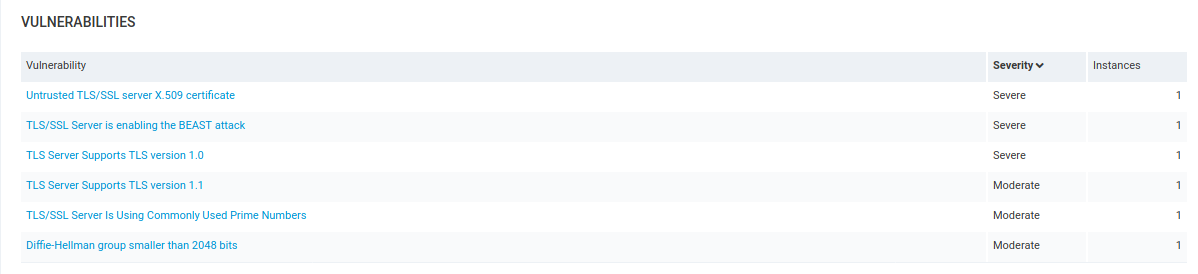 VULNERABILITIES
Vulnerability Severity Instances
Untrusted TLS/SSL server X.509 certificate Severe 1
TLS/SSL Server is enabling the BEAST attack Severe 1
TLS Server Supports TLS version 1.0 Severe 1
TLS Server Supports TLS version 1.1 Moderate 1
TLS/SSL Server Is Using Commonly Used Prime Numbers Moderate 1
Diffie-Hellman group smaller than 2048 bits Moderate 1